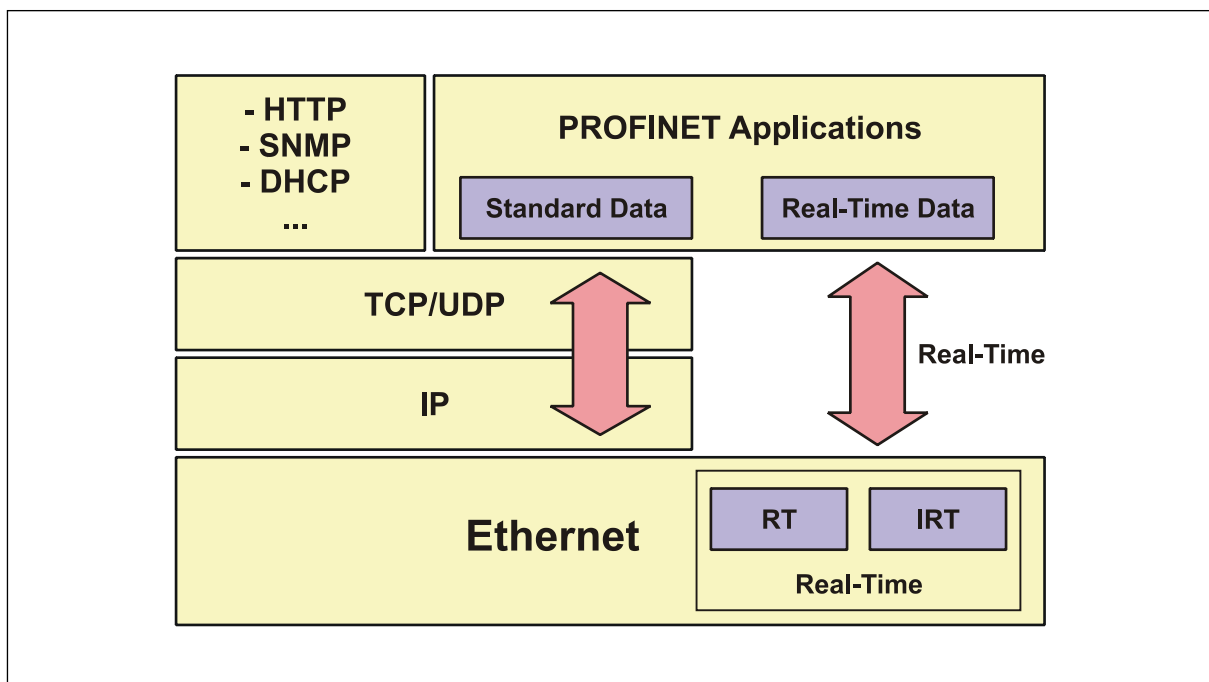 - HTTP
- SNMP
- DHCP
...
PROFINET Applications
Standard Data
Real-Time Data
TCP/UDP
IP
Real-Time
Ethernet
RT
IRT
Real-Time